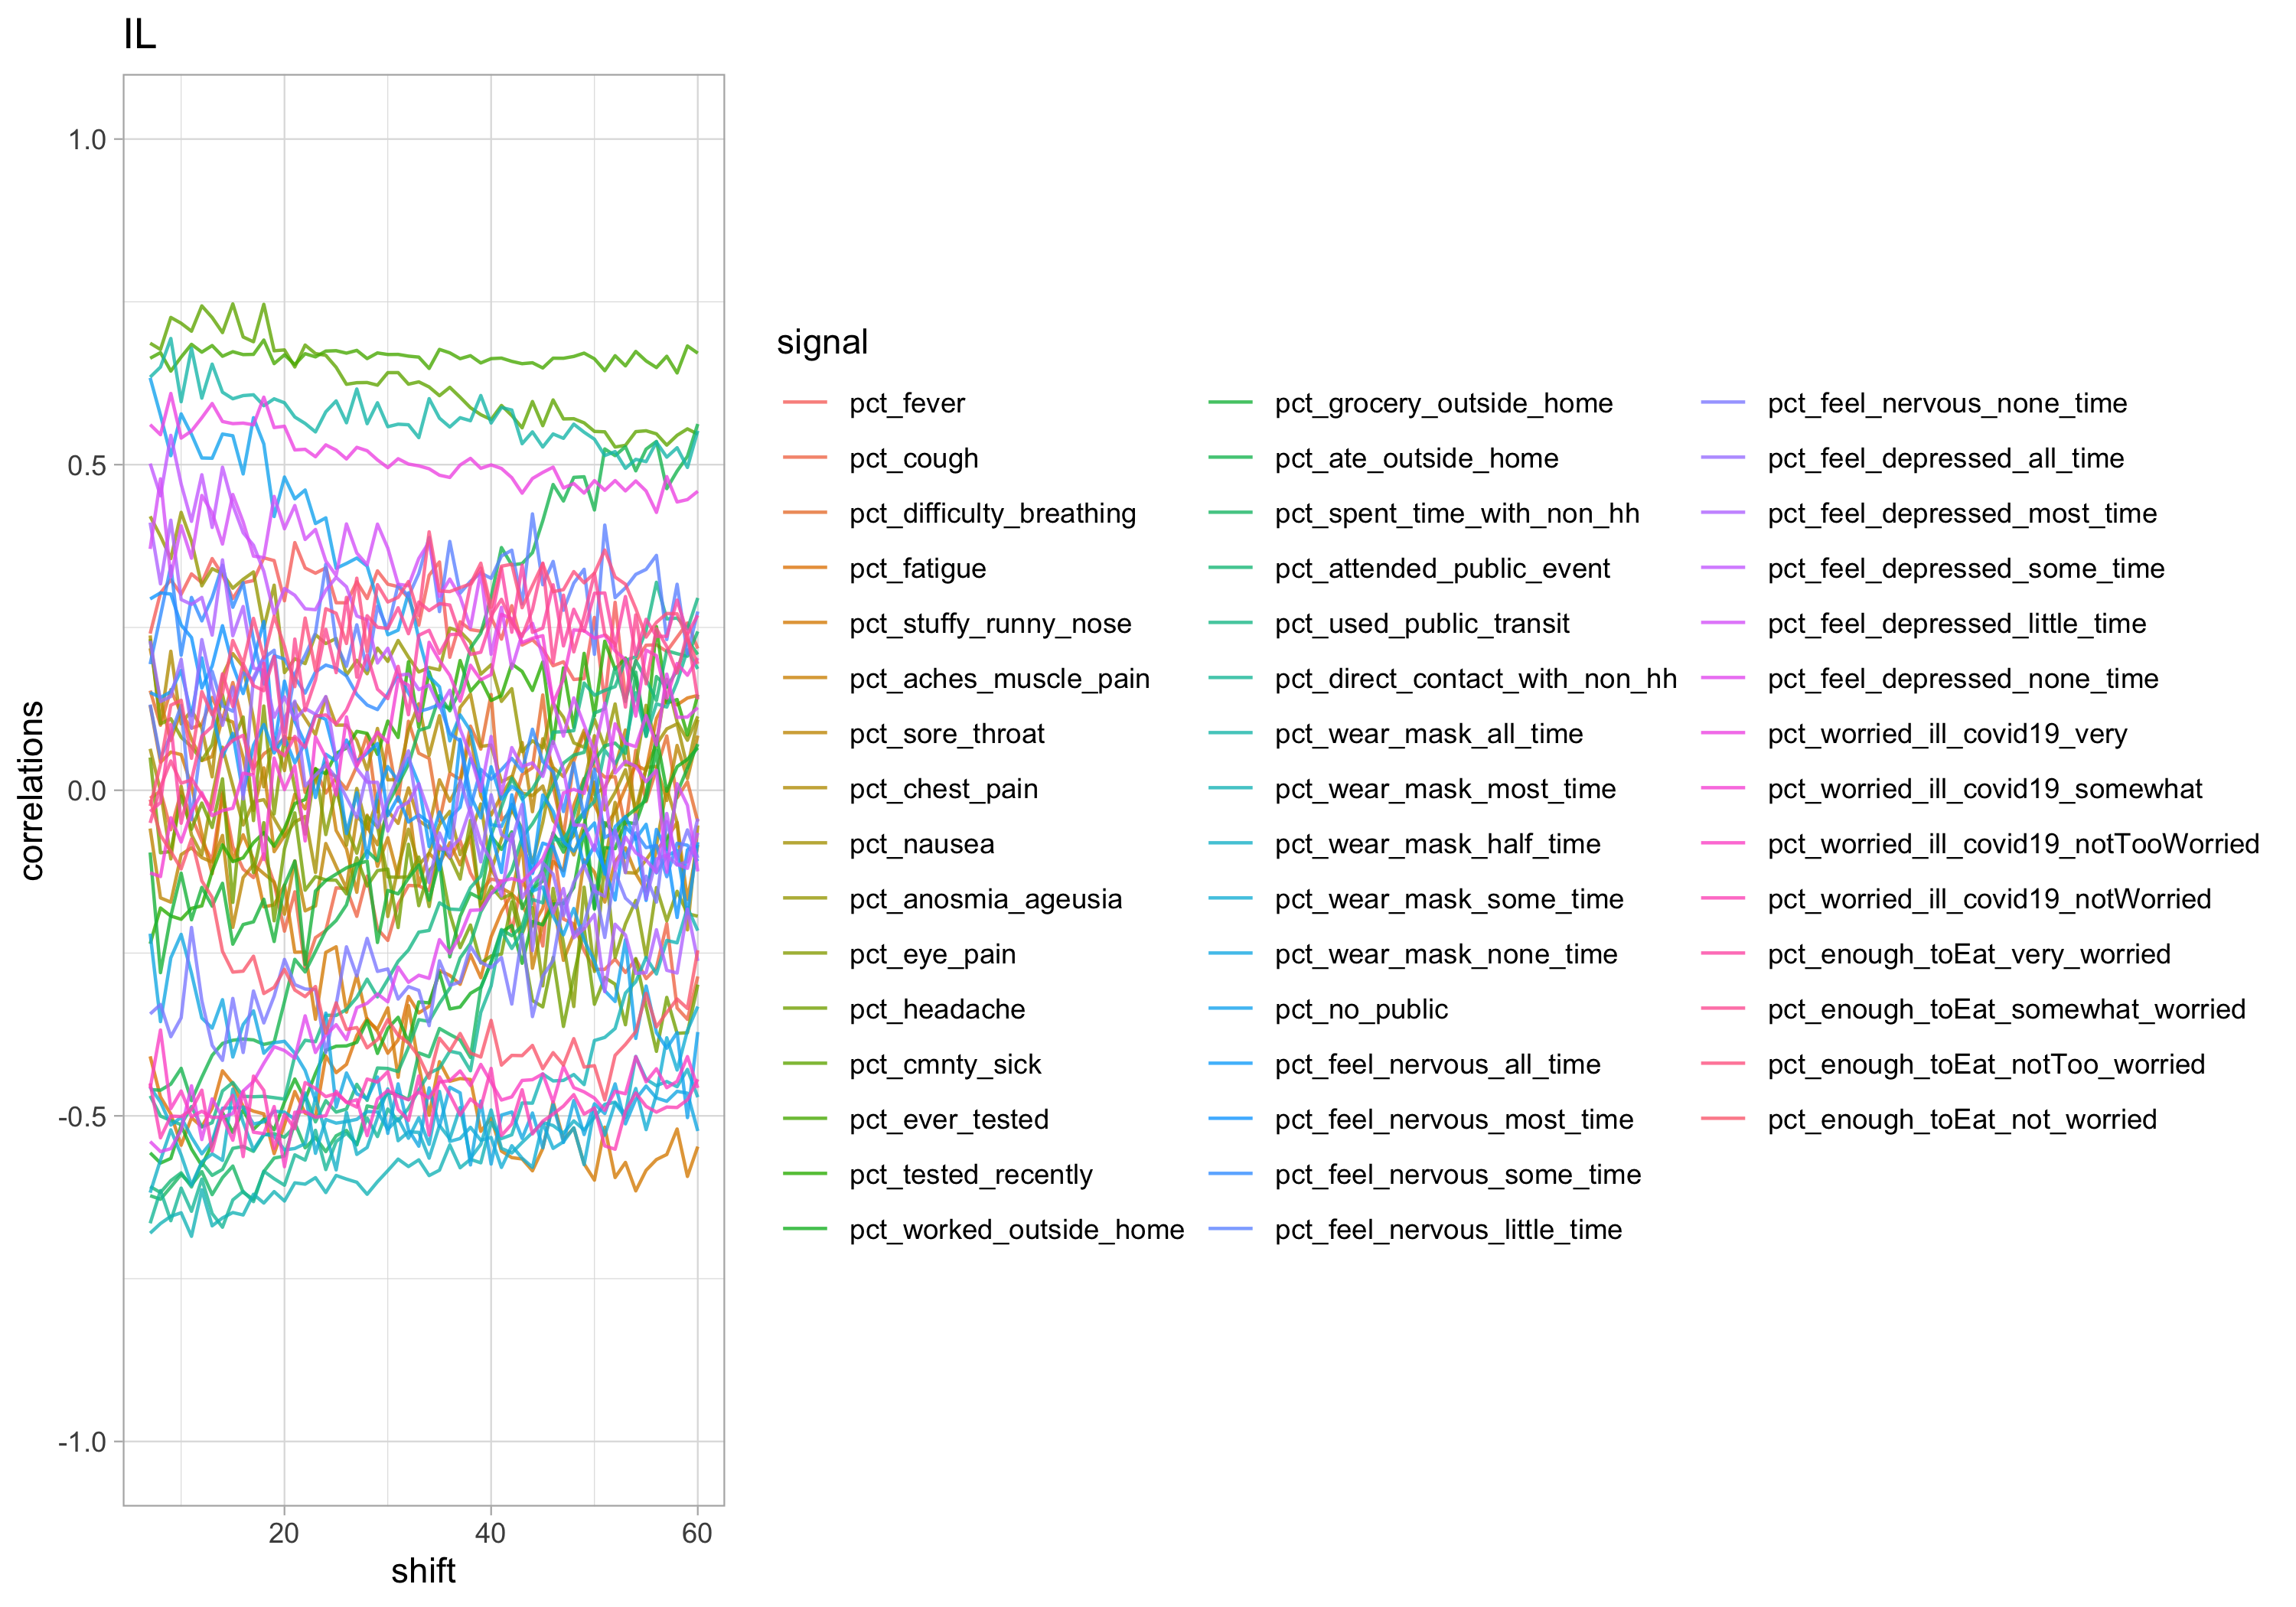 IL
1.0
0.5
0.0
-0.5
-1.0
correlations
20 40 60
shift
signal
pct_fever
pct_cough
pct_difficulty_breathing
pct_fatigue
pct_stuffy_runny_nose
pct_aches_muscle_pain
pct_sore_throat
pct_chest_pain
pct_nausea
pct_anosmia_ageusia
pct_eye_pain
pct_headache
pct_cmnty_sick
pct_ever_tested
pct_tested_recently
pct_worked_outside_home
pct_grocery_outside_home
pct_ate_outside_home
pct_spent_time_with_non_hh
pct_attended_public_event
pct_used_public_transit
pct_direct_contact_with_non_hh
pct_wear_mask_all_time
pct_wear_mask_most_time
pct_wear_mask_half_time
pct_wear_mask_some_time
pct_wear_mask_none_time
pct_no_public
pct_feel_nervous_all_time
pct_feel_nervous_most_time
pct_feel_nervous_some_time
pct_feel_nervous_little_time
pct_feel_nervous_none_time
pct_feel_depressed_all_time
pct_feel_depressed_most_time
pct_feel_depressed_some_time
pct_feel_depressed_little_time
pct_feel_depressed_none_time
pct_worried_ill_covid19_very
pct_worried_ill_covid19_somewhat
pct_worried_ill_covid19_notTooWorried
pct_worried_ill_covid19_notWorried
pct_enough_toEat_very_worried
pct_enough_toEat_somewhat_worried
pct_enough_toEat_notToo_worried
pct_enough_toEat_not_worried